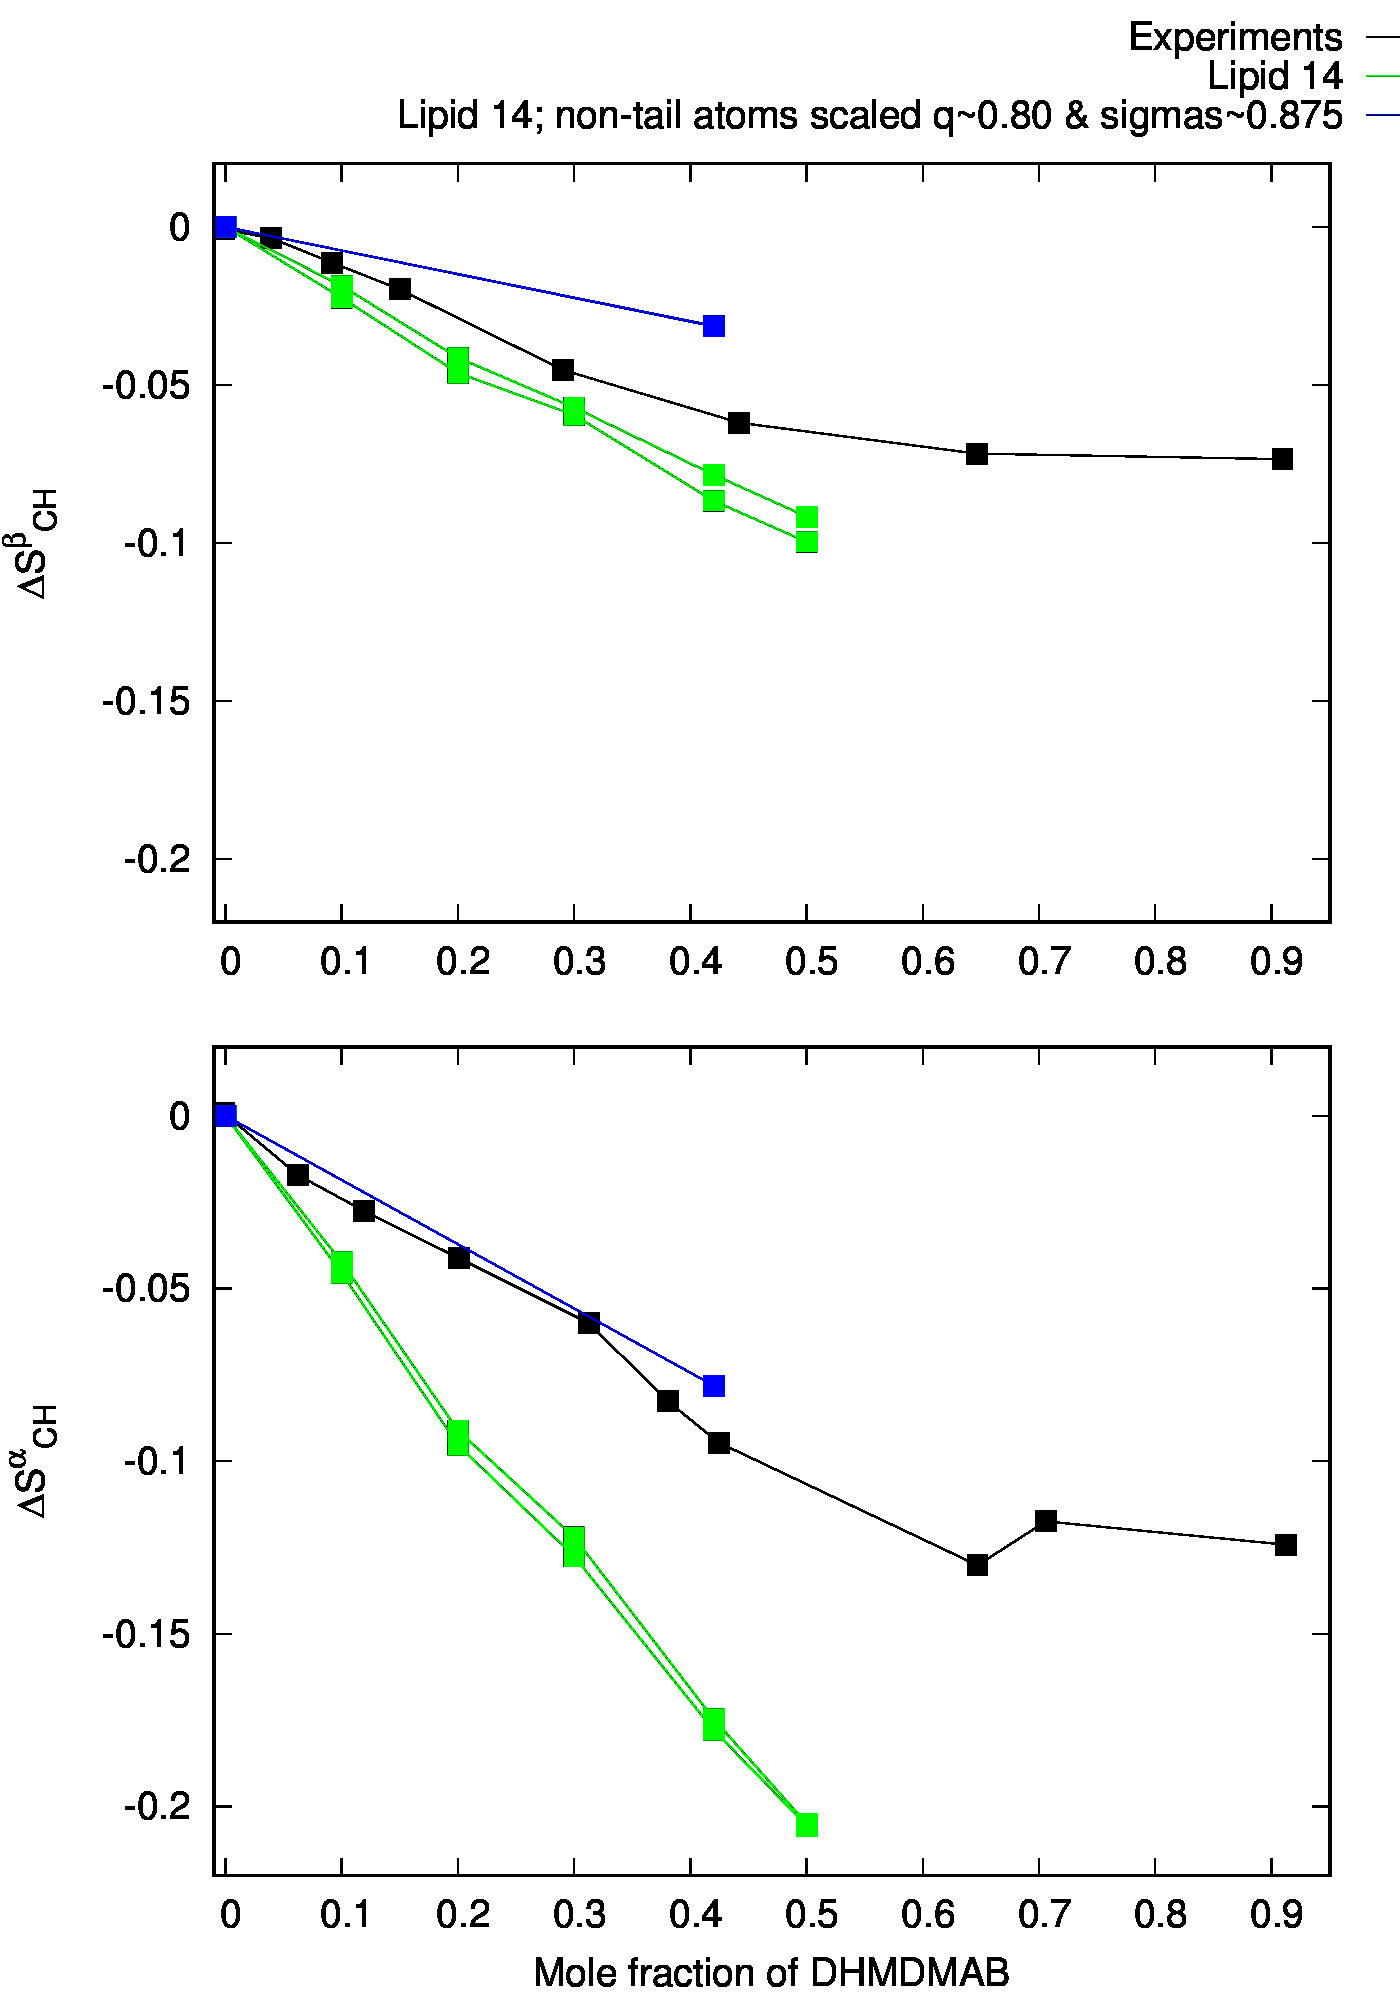 Experiments
Lipid 14
Lipid 14; non-tail atoms scaled q~0.80 & sigmas~0.875
0
-0.05
-0.1
-0.15
-0.2
ΔSβCH
0 0.1 0.2 0.3 0.4 0.5 0.6 0.7 0.8 0.9
0
-0.05
-0.1
-0.15
-0.2
ΔSαCH
0 0.1 0.2 0.3 0.4 0.5 0.6 0.7 0.8 0.9
Mole fraction of DHMDMAB